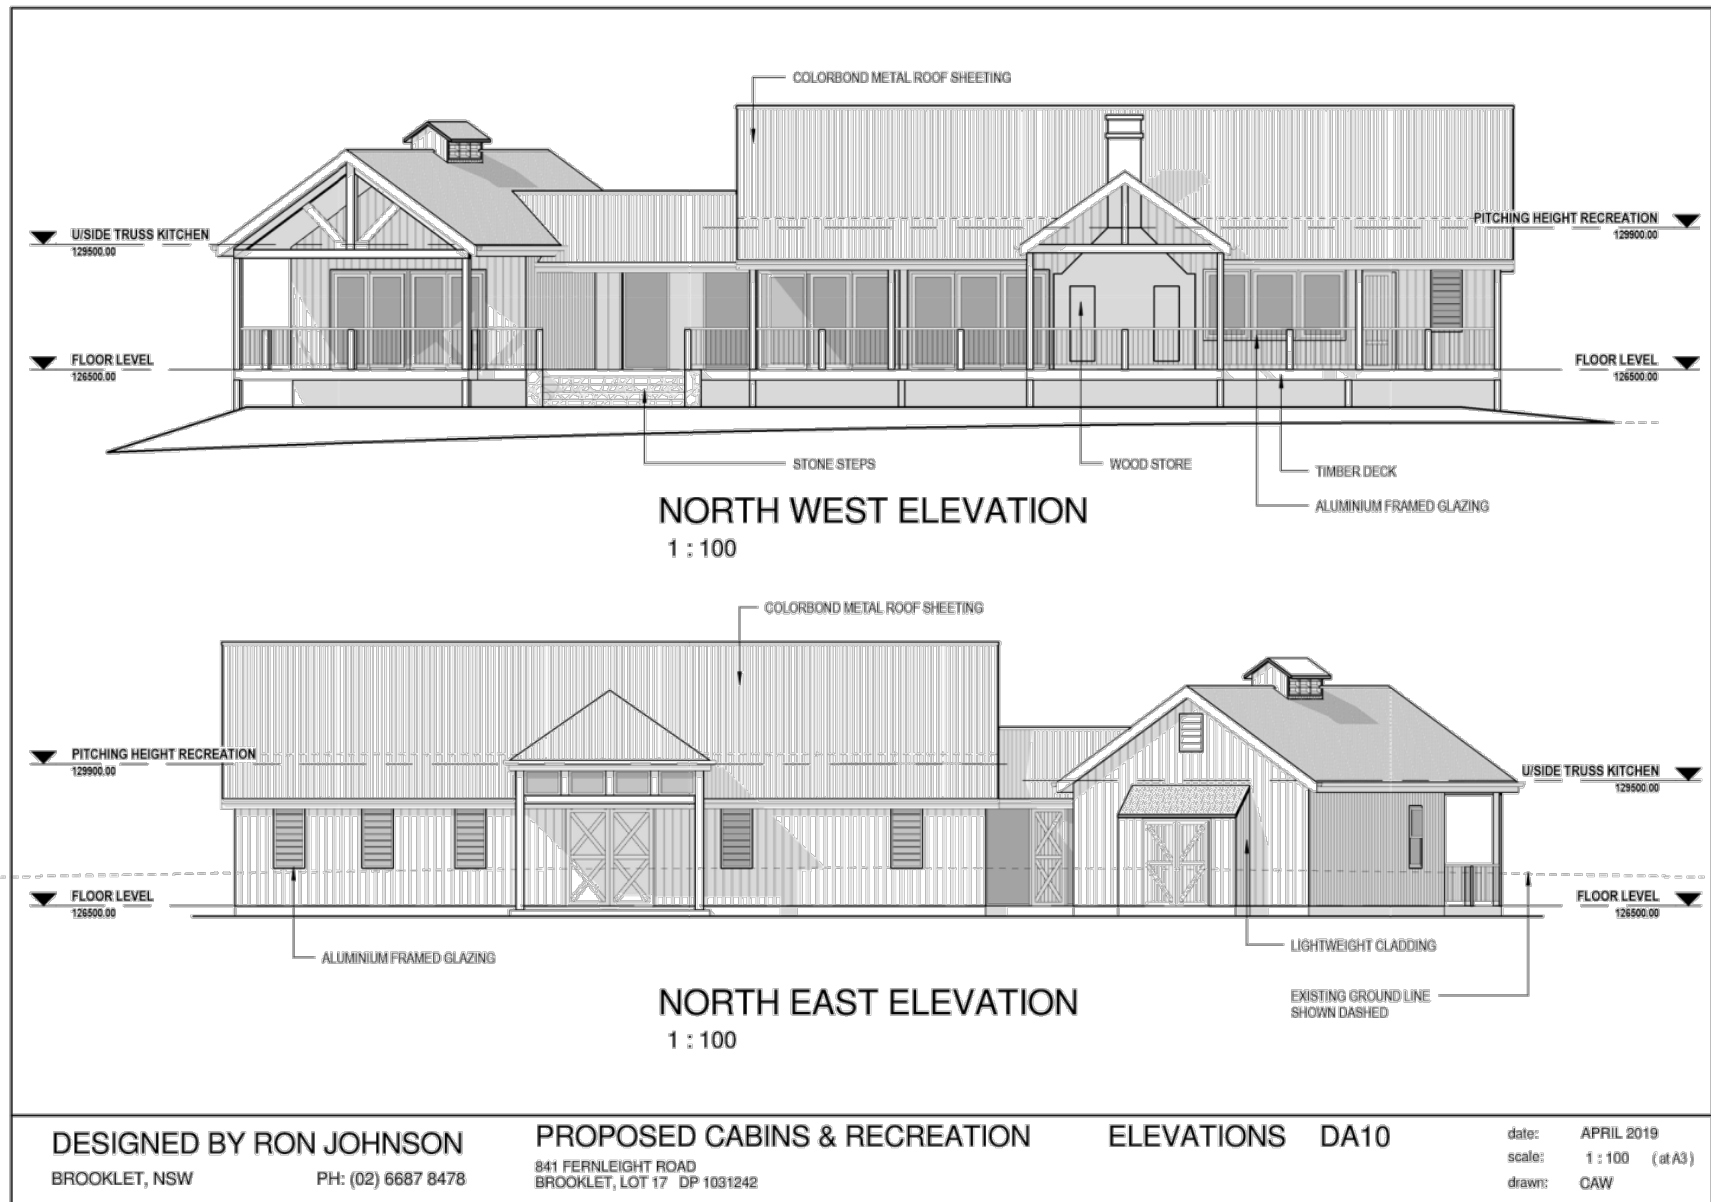 COLORBOND METAL ROOF SHEETING
U/SIDE TRUSS KITCHEN
129500.00
PITCHING HEIGHT RECREATION
129900.00
FLOOR LEVEL
126500.00
FLOOR LEVEL
126500.00
STONE STEPS
WOOD STORE
TIMBER DECK
ALUMINIUM FRAMED GLAZING
NORTH WEST ELEVATION
1 : 100
COLORBOND METAL ROOF SHEETING
PITCHING HEIGHT RECREATION
129900.00
U/SIDE TRUSS KITCHEN
129500.00
FLOOR LEVEL
126500.00
FLOOR LEVEL
126500.00
ALUMINIUM FRAMED GLAZING
LIGHTWEIGHT CLADDING
EXISTING GROUND LINE
SHOWN DASHED
NORTH EAST ELEVATION
1 : 100
DESIGNED BY RON JOHNSON
BROOKLET, NSW PH: (02) 6687 8478
PROPOSED CABINS & RECREATION
841 FERNLEIGHT ROAD
BROOKLET, LOT 17 DP 1031242
ELEVATIONS DA10
date: APRIL 2019
scale: 1 : 100 (at A3)
drawn: CAW